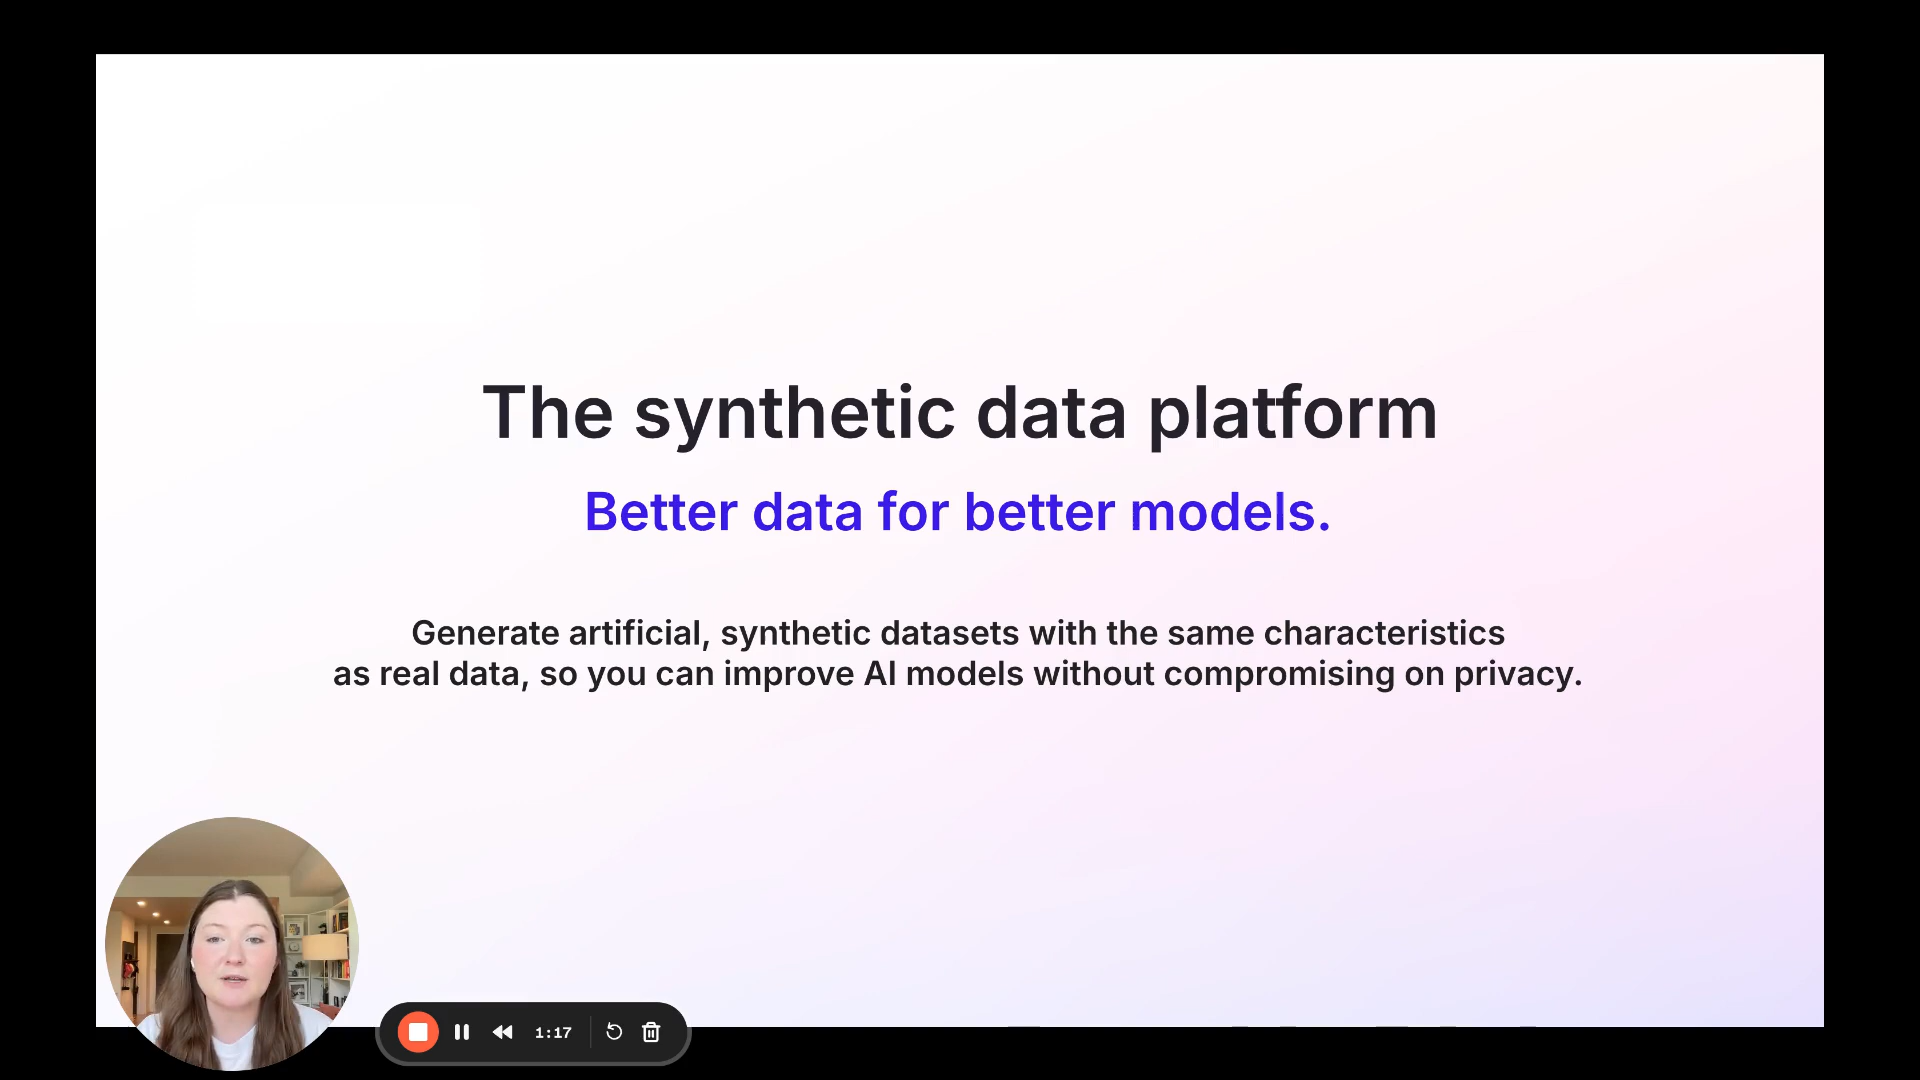 The synthetic data platform
Better data for better models.
Generate artificial, synthetic datasets with the same characteristics
as real data, so you can improve AI models without compromising on privacy.
1:17